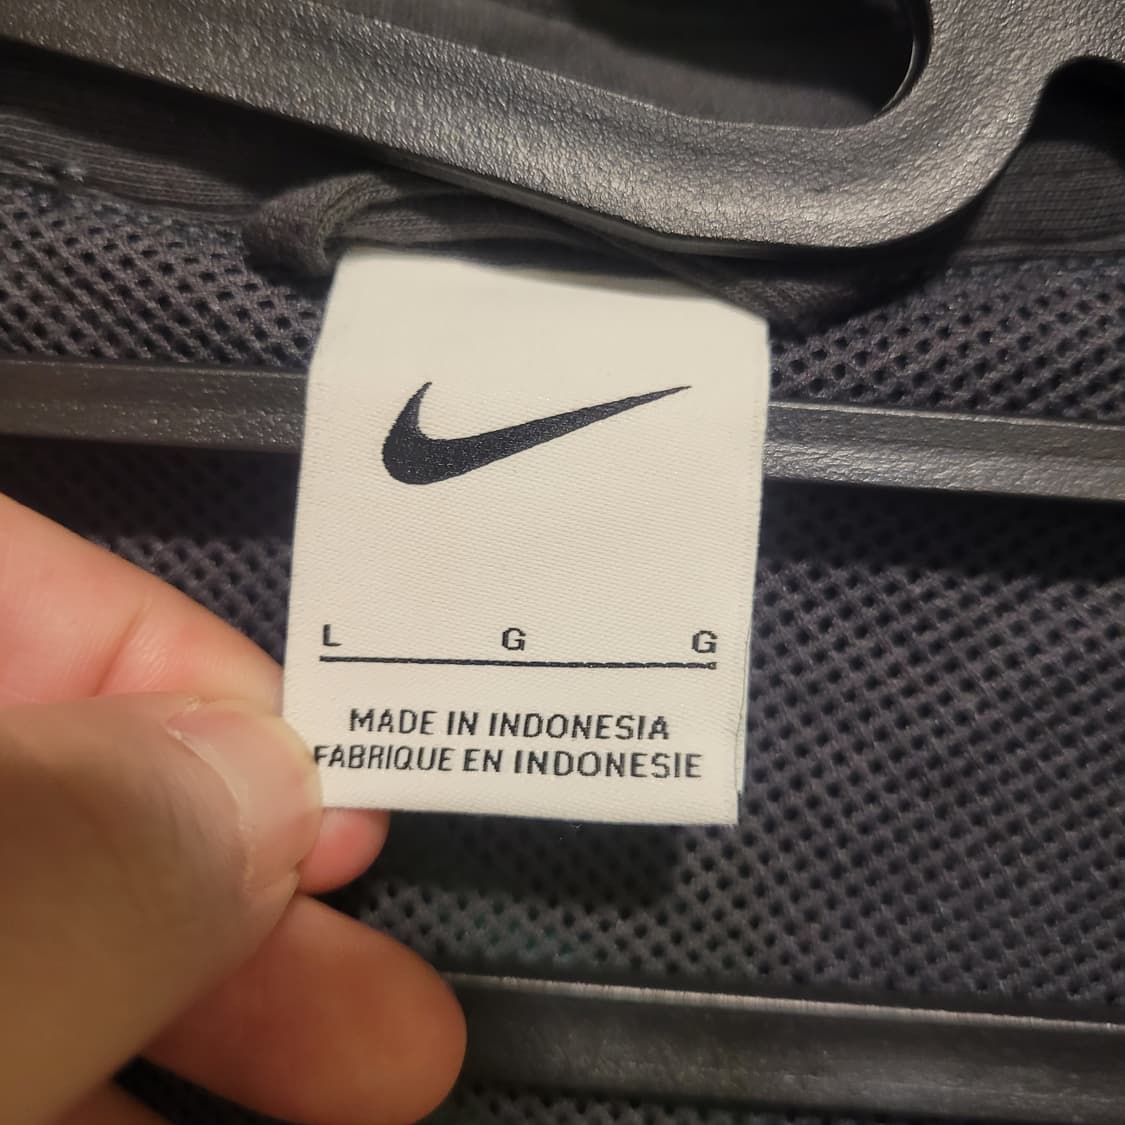 L G G
MADE IN INDONESIA
FABRIQUE EN INDONESIE